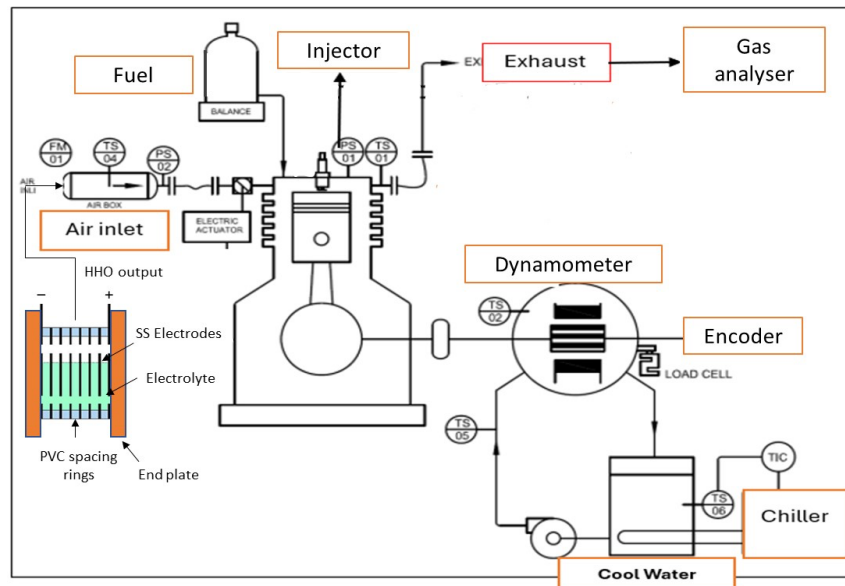 Injector
Exhaust
Gas
analyser
Fuel
EX
BALANCE
FM
01
TS
04
PS
02
PS
01
TS
01
AIR
INLI
AIR BOX
Air inlet
ELECTRIC
ACTUATOR
HHO output
Dynamometer
TS
02
Encoder
– +
SS Electrodes
LOAD CELL
Electrolyte
TS
05
PVC spacing
rings
End plate
TIC
TS
06
Chiller
Cool Water